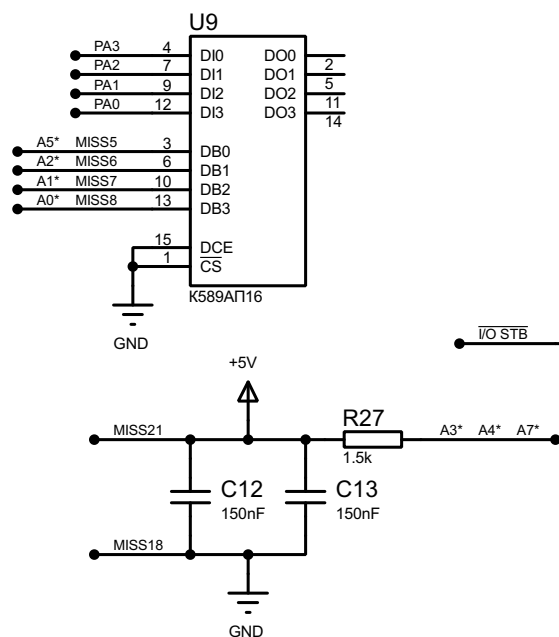 U9
PA3 4 DI0 DO0 2
PA2 7 DI1 DO1 5
PA1 9 DI2 DO2 11
PA0 12 DI3 DO3 14
A5* MISS5 3 DB0
A2* MISS6 6 DB1
A1* MISS7 10 DB2
A0* MISS8 13 DB3
15 DCE
1 CS
К589АП16
GND
I/O STB
+5V
MISS21 R27 A3* A4* A7*
1.5k
C12 C13
150nF 150nF
MISS18
GND